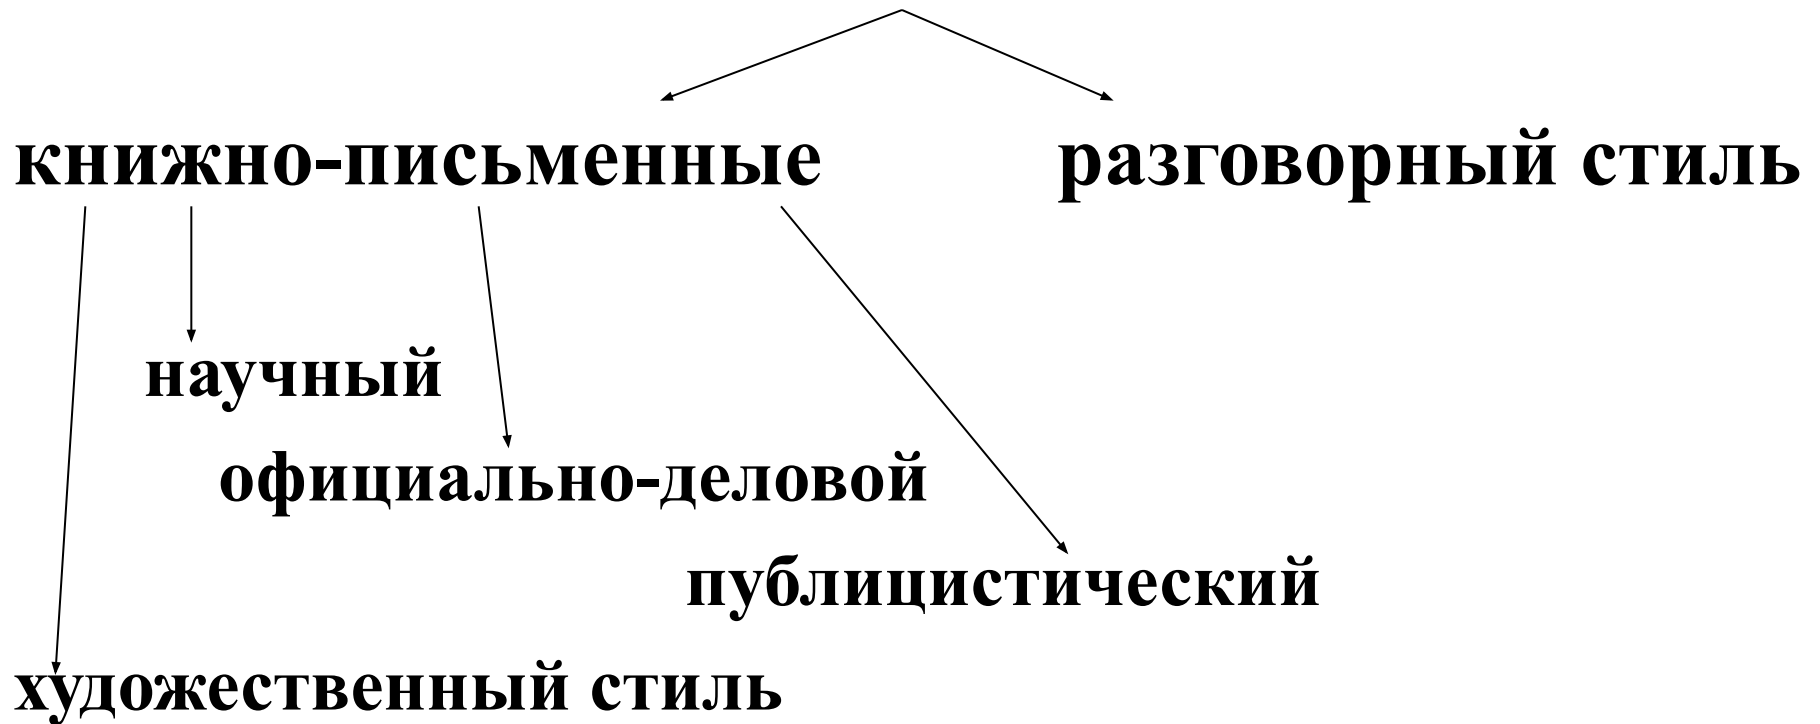 книжно-письменные разговорный стиль
научный
официально-деловой
публицистический
художественный стиль